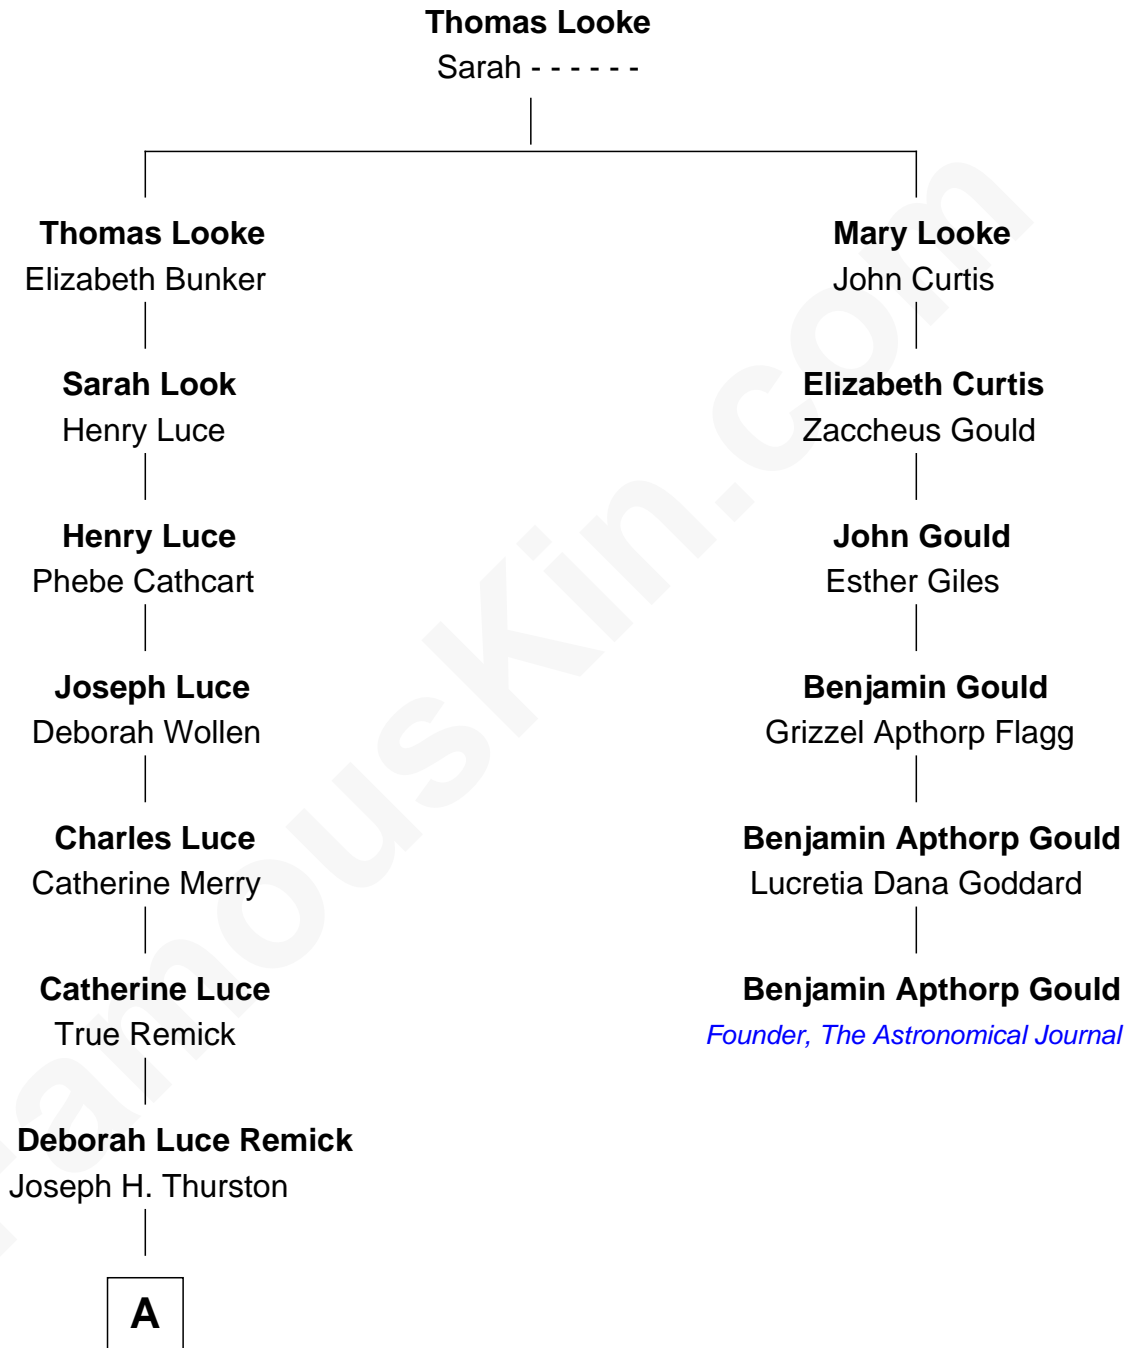 Thomas Looke
Sarah - - - - - -
Thomas Looke
Elizabeth Bunker
Mary Looke
John Curtis
Sarah Look
Henry Luce
Elizabeth Curtis
Zaccheus Gould
Henry Luce
Phebe Cathcart
John Gould
Esther Giles
Joseph Luce
Deborah Wollen
Benjamin Gould
Grizzel Apthorp Flagg
Charles Luce
Catherine Merry
Benjamin Apthorp Gould
Lucretia Dana Goddard
Catherine Luce
True Remick
Benjamin Apthorp Gould
Founder, The Astronomical Journal
Deborah Luce Remick
Joseph H. Thurston
A
FamousKin.com